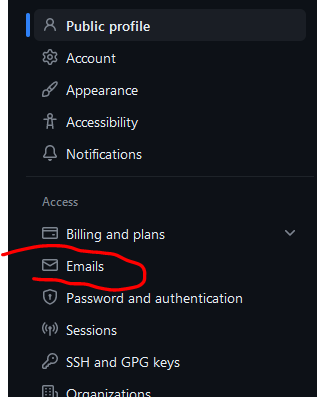 Public profile
Account
Appearance
Accessibility
Notifications
Access
Billing and plans
Emails
Password and authentication
Sessions
SSH and GPG keys
Organizations